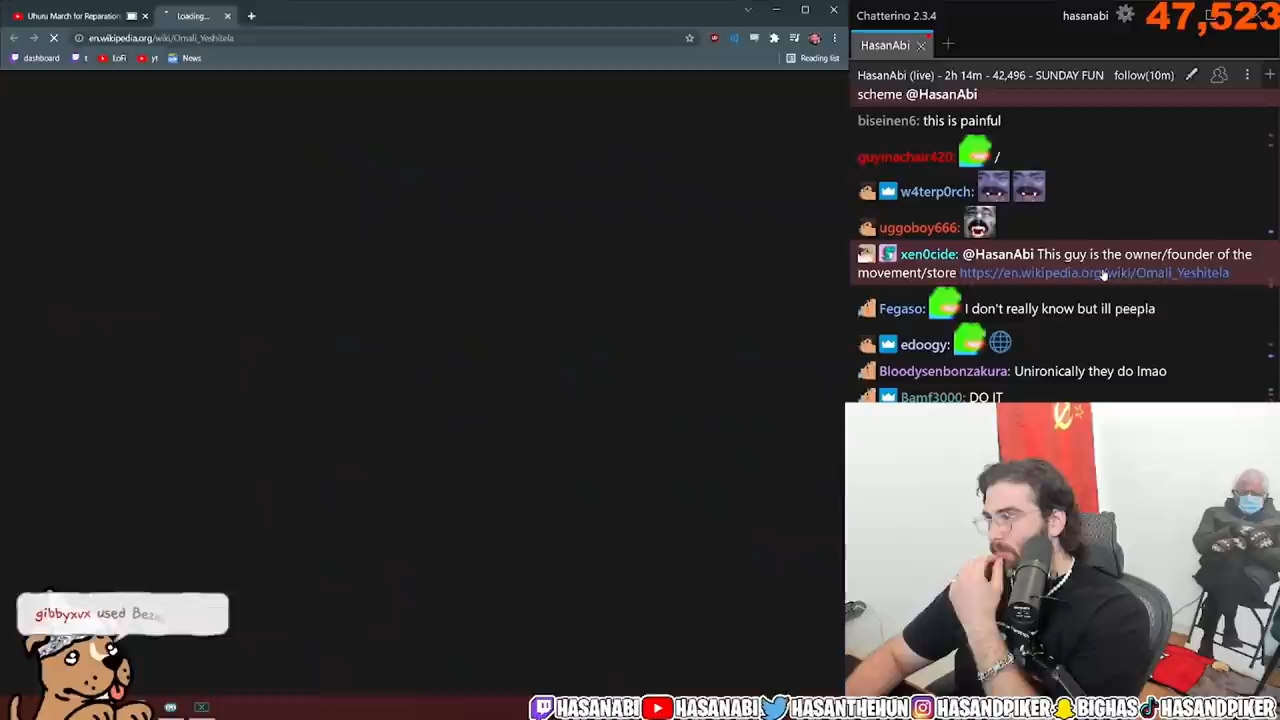 Uhuru March for Reparation
Loading...
en.wikipedia.org/wiki/Omali_Yeshitela
dashboard
t
LoFi
yt
News
Reading list
Chatterino 2.3.4
hasanabi
47,523
HasanAbi
HasanAbi (live) - 2h 14m - 42,496 - SUNDAY FUN
follow(10m)
scheme @HasanAbi
biseinen6: this is painful
guyinachair420: /
w4terp0rch:
uggoboy666:
xen0cide: @HasanAbi This guy is the owner/founder of the
movement/store https://en.wikipedia.org/wiki/Omali_Yeshitela
Fegaso: I don't really know but ill peepla
edoogy:
Bloodysenbonzakura: Unironically they do lmao
Bamf3000: DO IT
gibbyxvx used
HASANABI HASANABI HASANTHEHUN HASANDPIKER BIGHAS HASANDPIKER